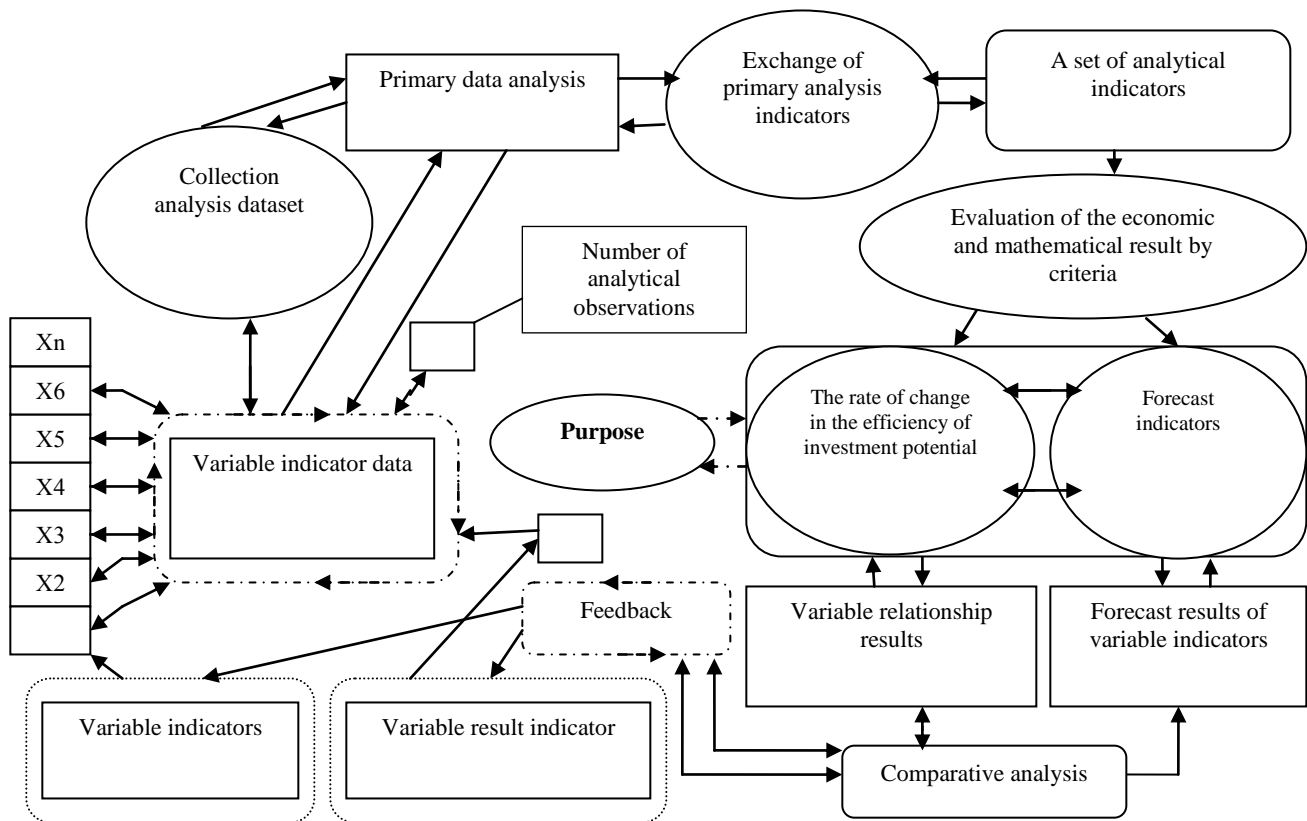 Primary data analysis
Exchange of
primary analysis
indicators
A set of analytical
indicators
Collection
analysis dataset
Number of
analytical
observations
Evaluation of the economic
and mathematical result by
criteria
Xn
X6
X5
X4
X3
X2
Variable indicator data
Purpose
The rate of change
in the efficiency of
investment potential
Forecast
indicators
Feedback
Variable relationship
results
Forecast results of
variable indicators
Variable indicators
Variable result indicator
Comparative analysis